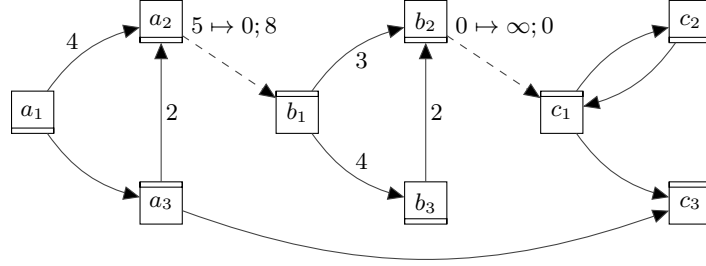 a₂ 5 ↦ 0; 8 b₂ 0 ↦ ∞; 0 c₂
4 3
a₁ 2 b₁ 2 c₁
4
a₃ b₃ c₃